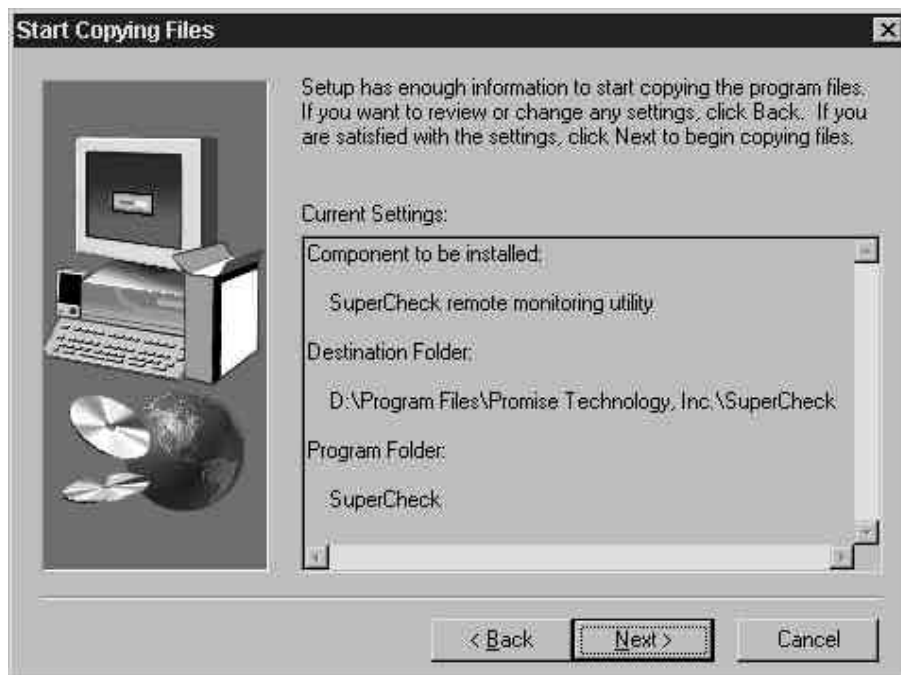 Start Copying Files
Setup has enough information to start copying the program files.
If you want to review or change any settings, click Back. If you
are satisfied with the settings, click Next to begin copying files.
Current Settings:
Component to be installed:
SuperCheck remote monitoring utility
Destination Folder:
D:\Program Files\Promise Technology, Inc.\SuperCheck
Program Folder:
SuperCheck
< Back
Next >
Cancel